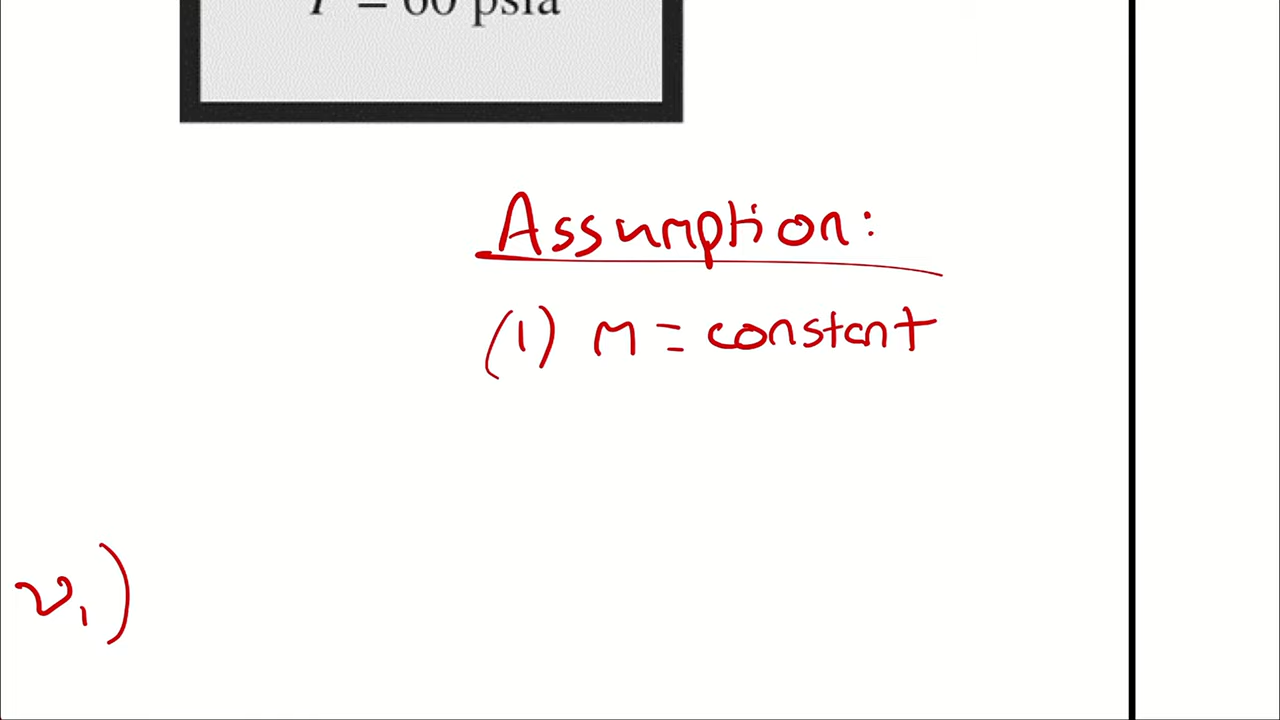 P = 60 psia
Assumption:
(1) m = constant
v₁)